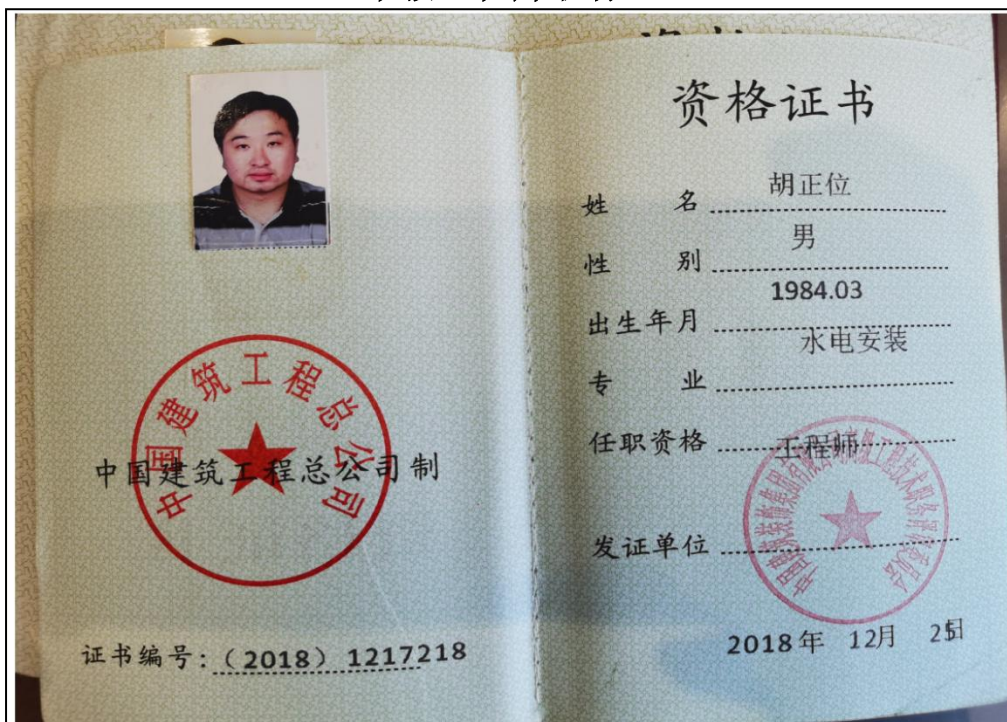 中国建筑工程总公司
中国建筑工程总公司制
证书编号：（2018）1217218
资格证书
姓 名 胡正位
性 别 男
出生年月 1984.03
专 业 水电安装
任职资格 工程师
发证单位
2018年 12月 25日